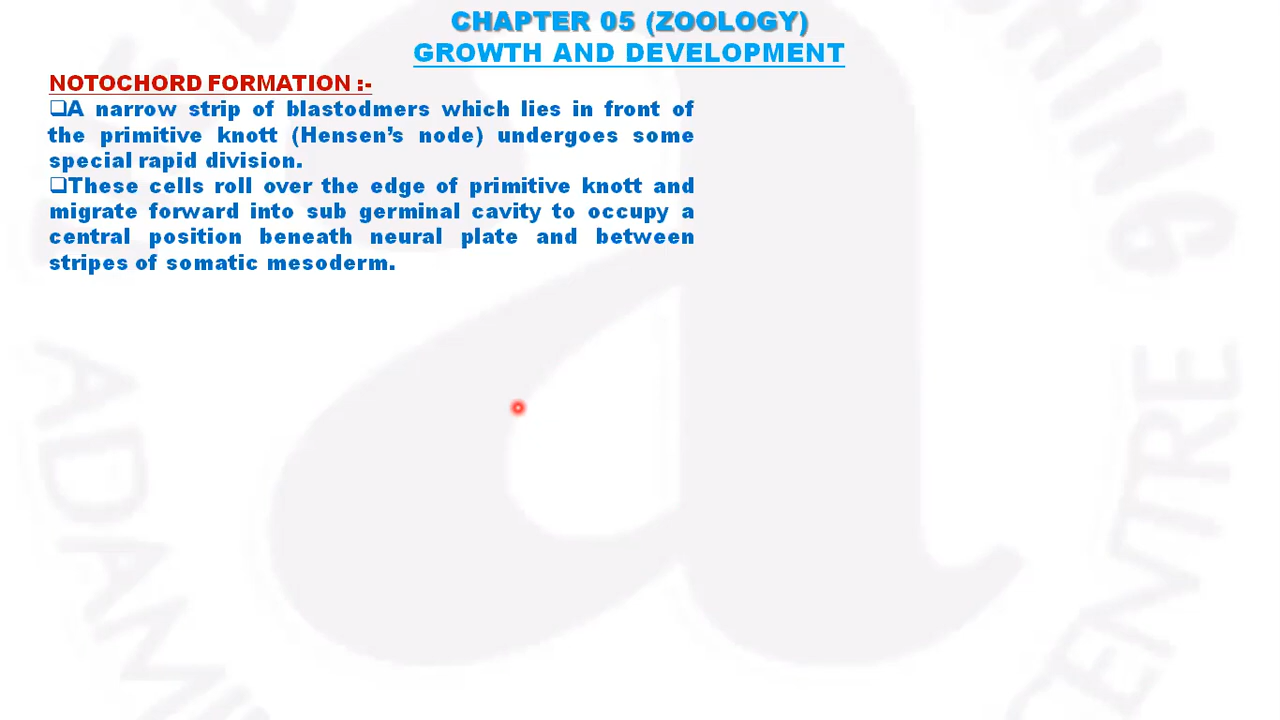 CHAPTER 05 (ZOOLOGY)
GROWTH AND DEVELOPMENT
NOTOCHORD FORMATION :-
❑A narrow strip of blastodmers which lies in front of
the primitive knott (Hensen's node) undergoes some
special rapid division.
❑These cells roll over the edge of primitive knott and
migrate forward into sub germinal cavity to occupy a
central position beneath neural plate and between
stripes of somatic mesoderm.